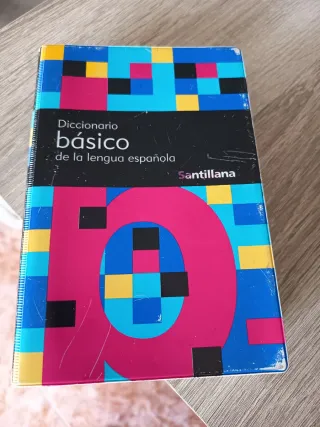 Diccionario
básico
de la lengua española
Santillana